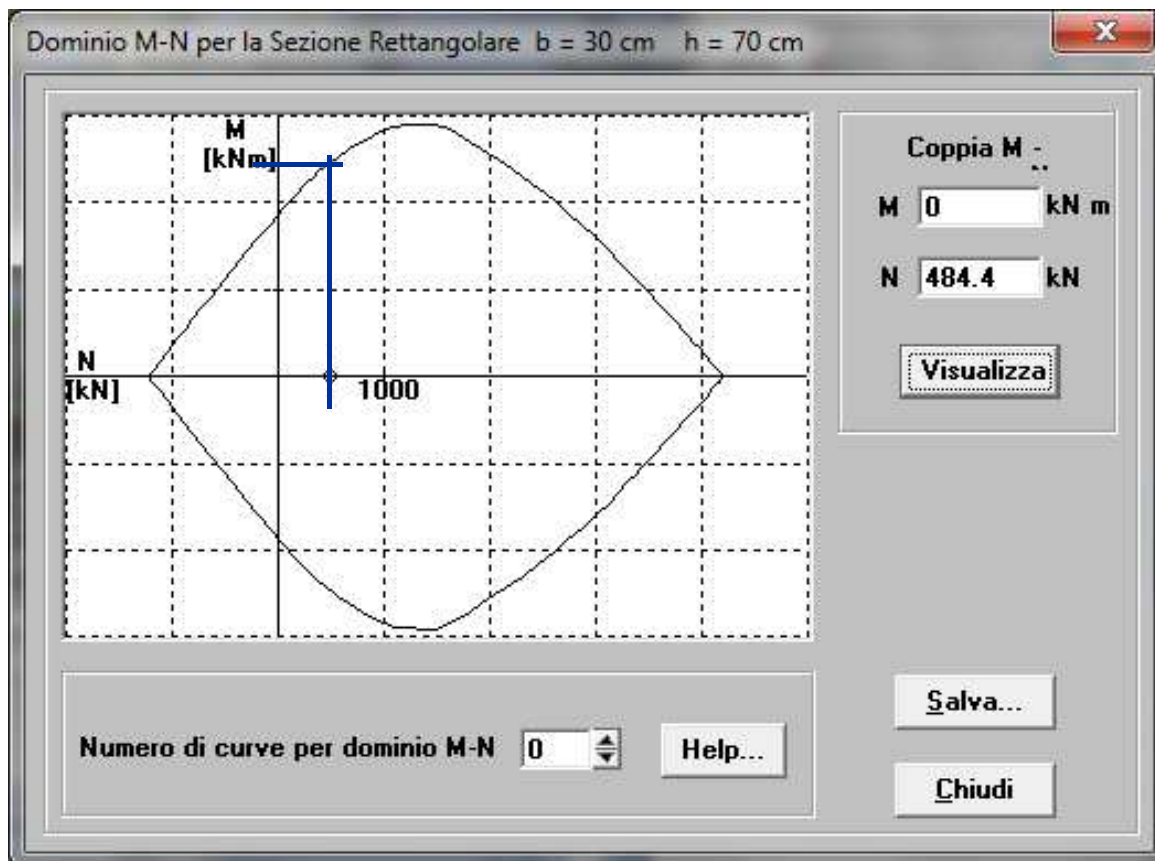 Dominio M-N per la Sezione Rettangolare b = 30 cm h = 70 cm
M
[kNm]
N
[kN]
1000
Coppia M -
M 0 kN m
N 484.4 kN
Visualizza
Numero di curve per dominio M-N 0
Help...
Salva...
Chiudi